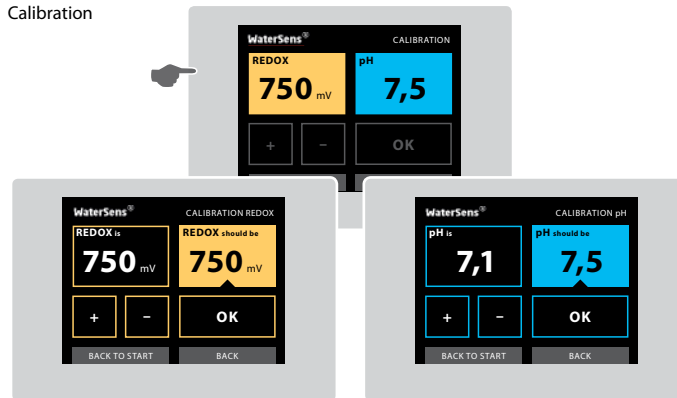 Calibration
WaterSens® CALIBRATION
REDOX pH
750 mV 7,5
+ − OK
WaterSens® CALIBRATION REDOX
REDOX is REDOX should be
750 mV 750 mV
+ − OK
BACK TO START BACK
WaterSens® CALIBRATION pH
pH is pH should be
7,1 7,5
+ − OK
BACK TO START BACK